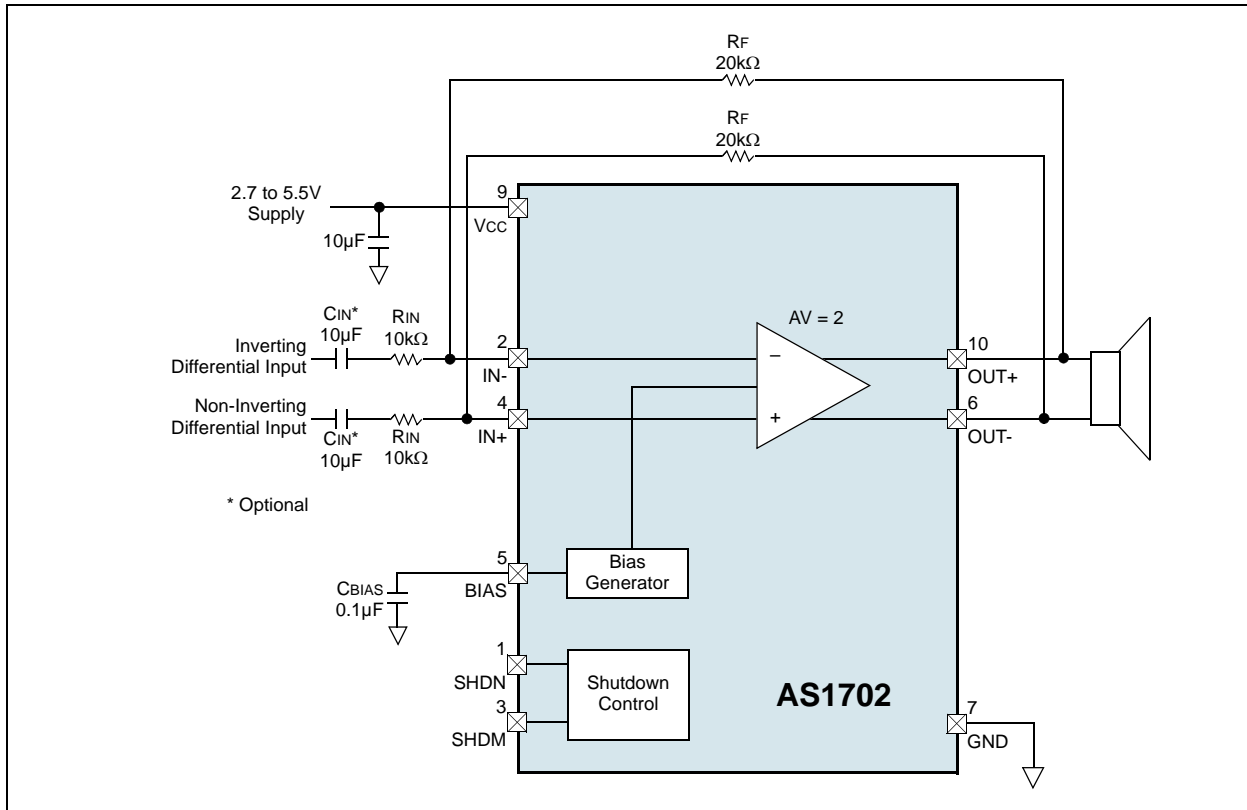 RF
20kΩ
RF
20kΩ
2.7 to 5.5V
Supply
9
VCC
10µF
CIN*
10µF
RIN
10kΩ
AV = 2
Inverting
Differential Input
2
IN-
−
10
OUT+
Non-Inverting
Differential Input
4
IN+
+
6
OUT-
CIN*
10µF
RIN
10kΩ
* Optional
5
BIAS
Bias
Generator
CBIAS
0.1µF
1
SHDN
Shutdown
Control
3
SHDM
AS1702
7
GND